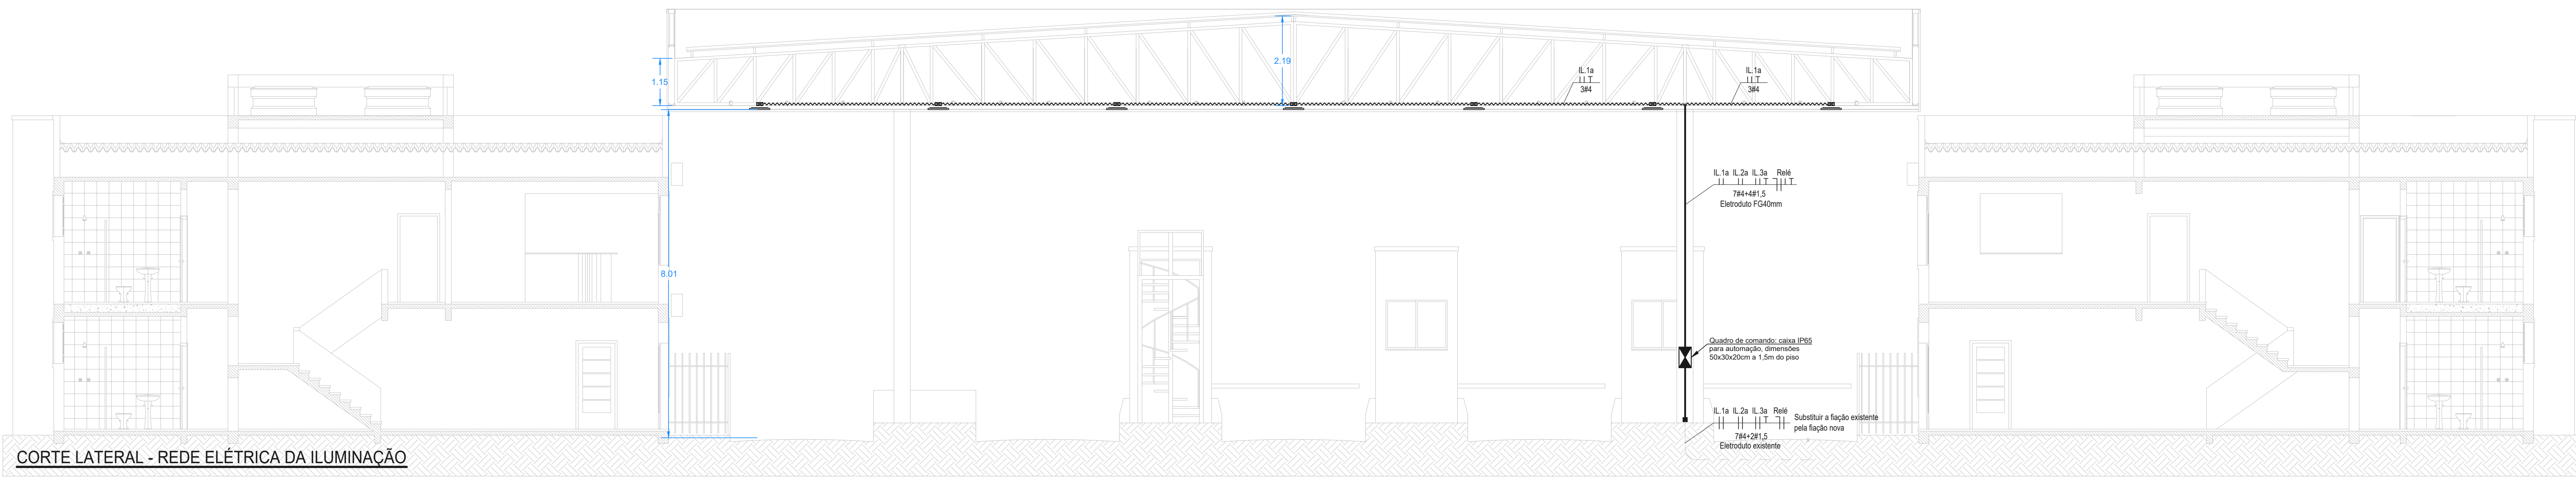 2.19
1.15
IL.1a
3#4
IL.1a
3#4
IL.1a IL.2a IL.3a Relé
7#4+4#1,5
Eletroduto FG40mm
8.01
Quadro de comando: caixa IP65
para automação, dimensões
50x30x20cm a 1,5m do piso
IL.1a IL.2a IL.3a Relé
7#4+2#1,5
Eletroduto existente
Substituir a fiação existente
pela fiação nova
CORTE LATERAL - REDE ELÉTRICA DA ILUMINAÇÃO